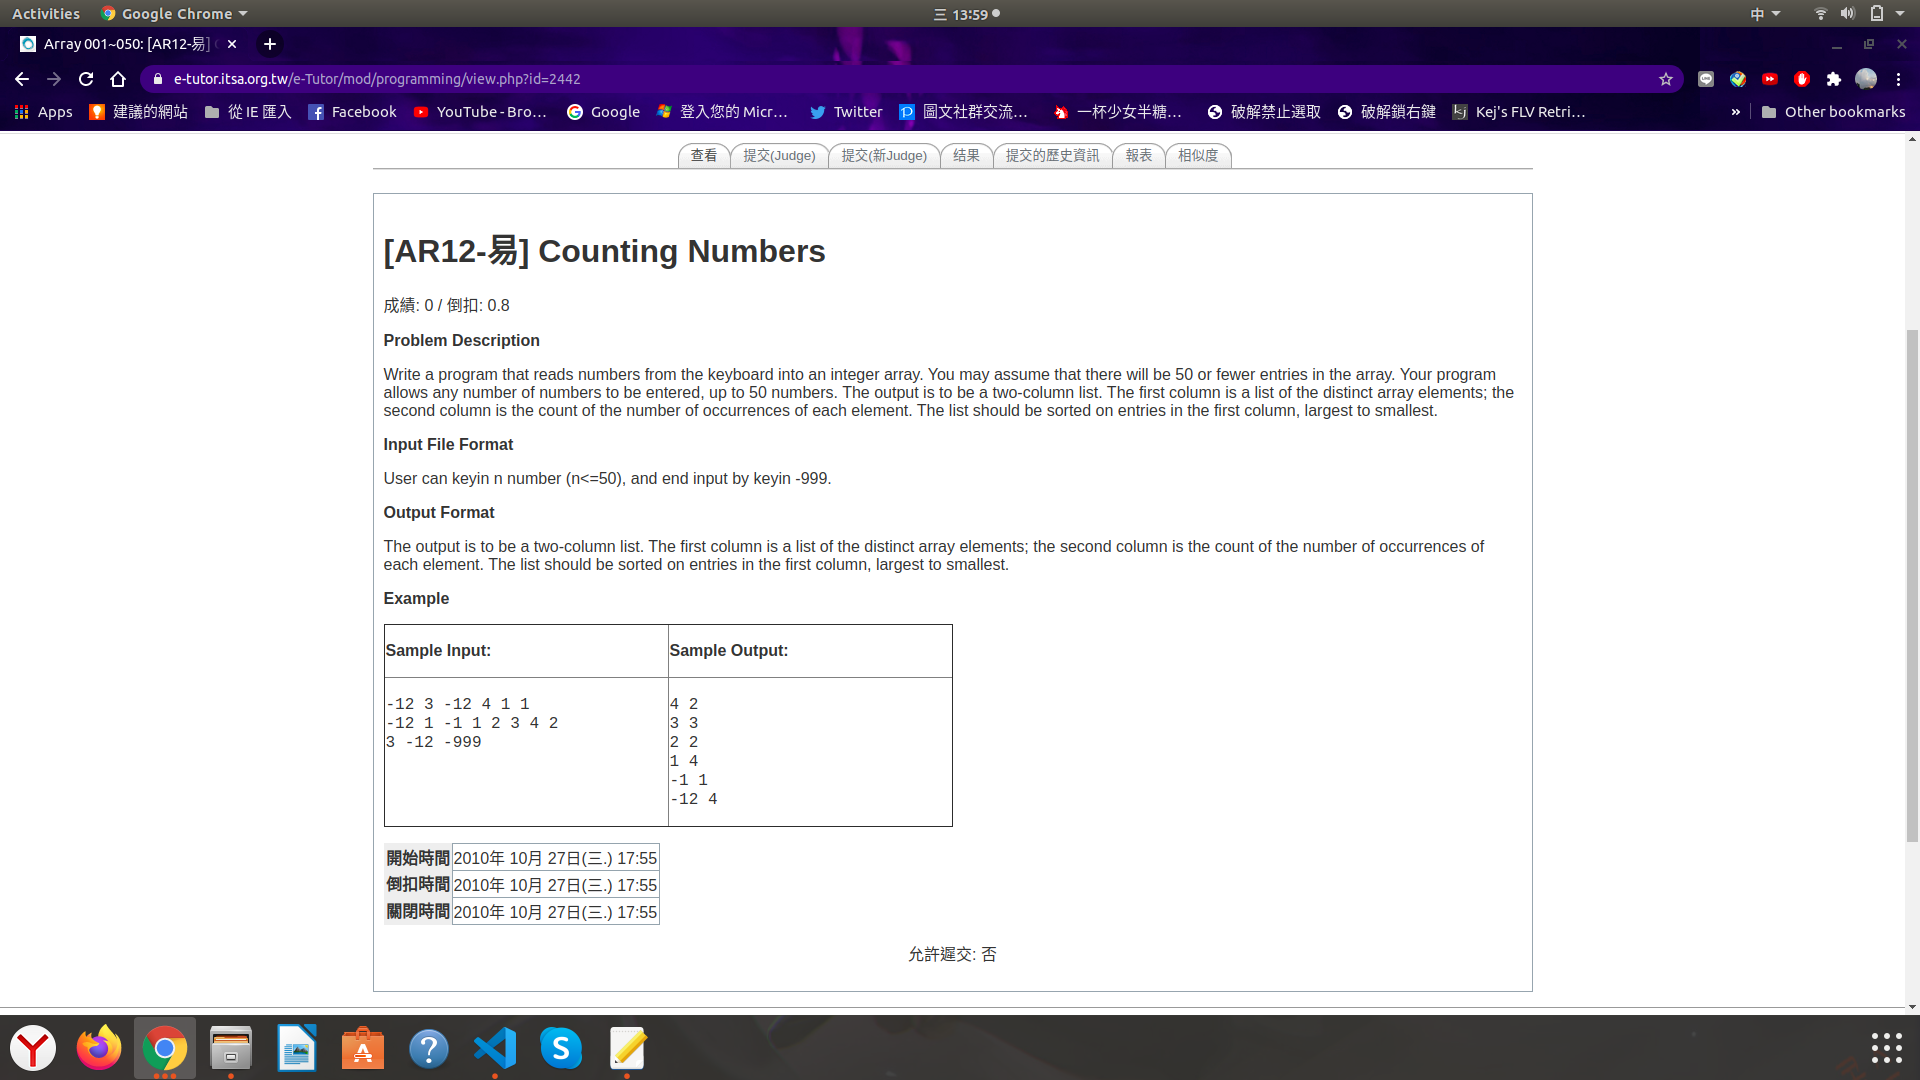 Activities
Google Chrome
三 13:59
中
Array 001~050: [AR12-易]
e-tutor.itsa.org.tw/e-Tutor/mod/programming/view.php?id=2442
Apps
建議的網站
從 IE 匯入
Facebook
YouTube - Bro…
Google
登入您的 Micr…
Twitter
圖文社群交流…
一杯少女半糖…
破解禁止選取
破解鎖右鍵
Kej's FLV Retri…
»
Other bookmarks
查看
提交(Judge)
提交(新Judge)
结果
提交的歷史資訊
報表
相似度
[AR12-易] Counting Numbers
成績: 0 / 倒扣: 0.8
Problem Description
Write a program that reads numbers from the keyboard into an integer array. You may assume that there will be 50 or fewer entries in the array. Your program
allows any number of numbers to be entered, up to 50 numbers. The output is to be a two-column list. The first column is a list of the distinct array elements; the
second column is the count of the number of occurrences of each element. The list should be sorted on entries in the first column, largest to smallest.
Input File Format
User can keyin n number (n<=50), and end input by keyin -999.
Output Format
The output is to be a two-column list. The first column is a list of the distinct array elements; the second column is the count of the number of occurrences of
each element. The list should be sorted on entries in the first column, largest to smallest.
Example
Sample Input:
Sample Output:
-12 3 -12 4 1 1
-12 1 -1 1 2 3 4 2
3 -12 -999
4 2
3 3
2 2
1 4
-1 1
-12 4
開始時間 2010年 10月 27日(三.) 17:55
倒扣時間 2010年 10月 27日(三.) 17:55
關閉時間 2010年 10月 27日(三.) 17:55
允許遲交: 否